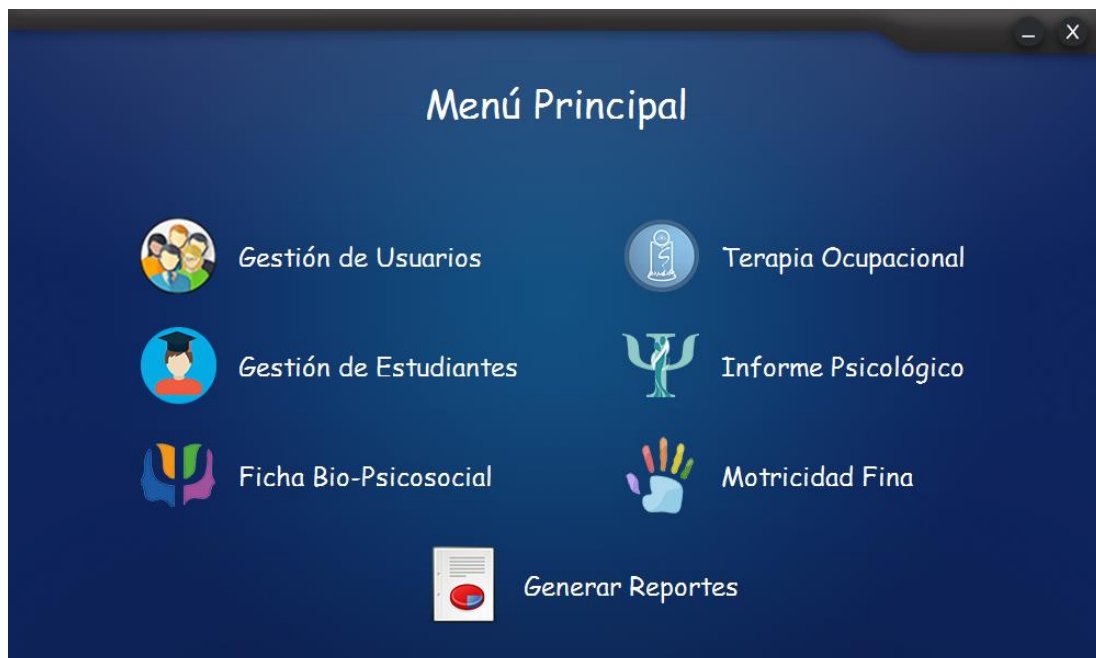 Menú Principal
Gestión de Usuarios
Terapia Ocupacional
Gestión de Estudiantes
Informe Psicológico
Ficha Bio-Psicosocial
Motricidad Fina
Generar Reportes